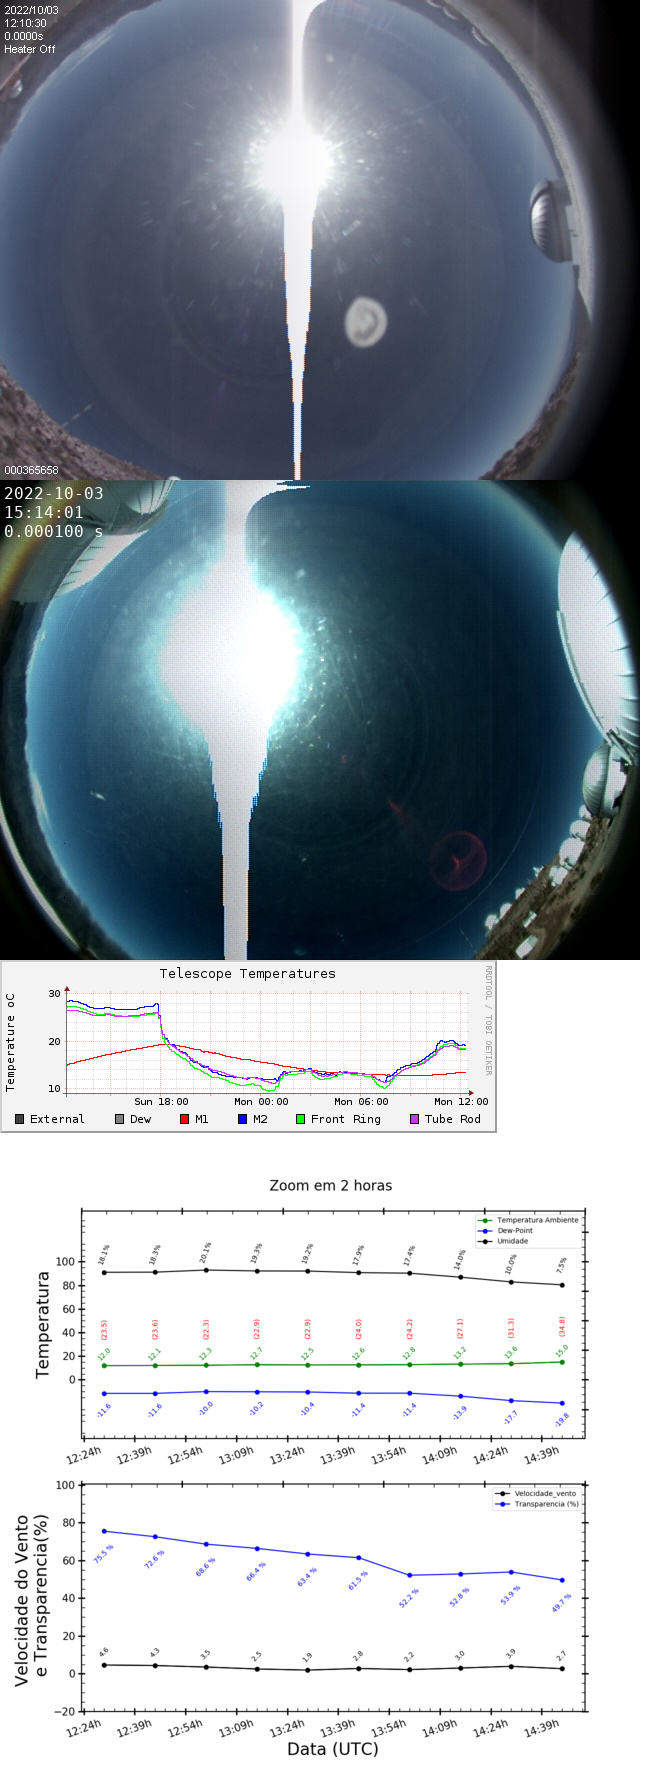 2022/10/03
12:10:30
0.0000s
Heater Off
000365658
2022-10-03
15:14:01
0.000100 s
Telescope Temperatures
RRDTOOL / TOBI OETIKER
Temperature oC
30
20
10
Sun 18:00 Mon 00:00 Mon 06:00 Mon 12:00
External Dew M1 M2 Front Ring Tube Rod
Zoom em 2 horas
Temperatura Ambiente
Dew-Point
Umidade
Temperatura
100
80
60
40
20
0
18.1% 18.3% 20.1% 19.3% 19.2% 17.9% 17.4% 14.0% 10.0% 7.5%
(23.5) (23.6) (22.3) (22.9) (22.9) (24.0) (24.2) (27.1) (31.3) (34.8)
12.0 12.1 12.3 12.7 12.5 12.6 12.8 13.2 13.6 15.0
-11.6 -11.6 -10.0 -10.2 -10.4 -11.4 -11.4 -13.9 -17.7 -19.8
12:24h 12:39h 12:54h 13:09h 13:24h 13:39h 13:54h 14:09h 14:24h 14:39h
Velocidade_vento
Transparencia (%)
Velocidade do Vento
e Transparencia(%)
100
80
60
40
20
0
−20
75.5 % 72.6 % 68.6 % 66.4 % 63.4 % 61.5 % 52.2 % 52.8 % 53.9 % 49.7 %
4.6 4.3 3.5 2.5 1.9 2.8 2.2 3.0 3.9 2.7
12:24h 12:39h 12:54h 13:09h 13:24h 13:39h 13:54h 14:09h 14:24h 14:39h
Data (UTC)